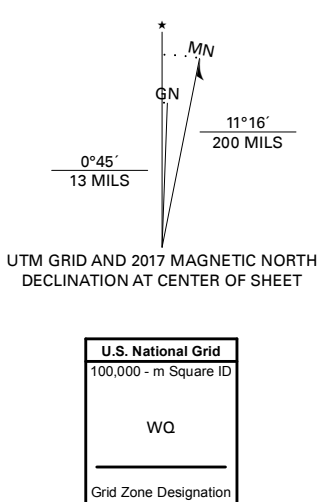 ★
MN
GN
11°16´
200 MILS
0°45´
13 MILS
UTM GRID AND 2017 MAGNETIC NORTH
DECLINATION AT CENTER OF SHEET
U.S. National Grid
100,000 - m Square ID
WQ
Grid Zone Designation